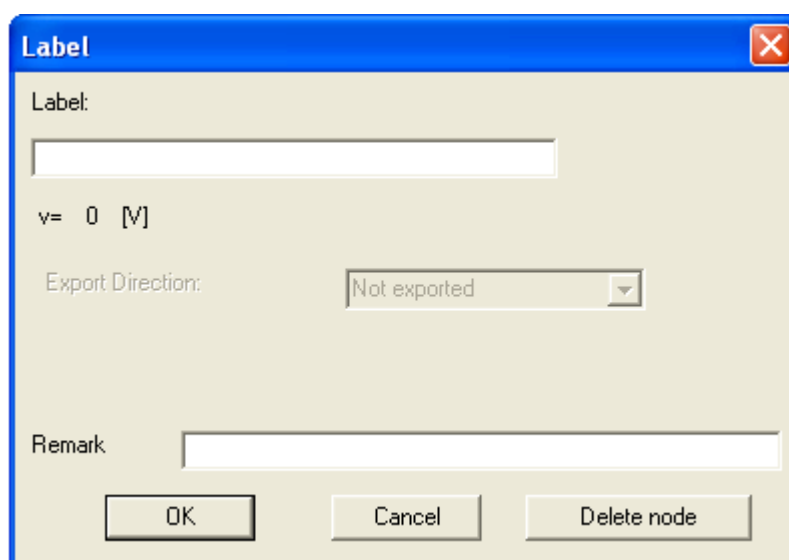 Label
Label:
v= 0 [V]
Export Direction: Not exported
Remark
OK Cancel Delete node